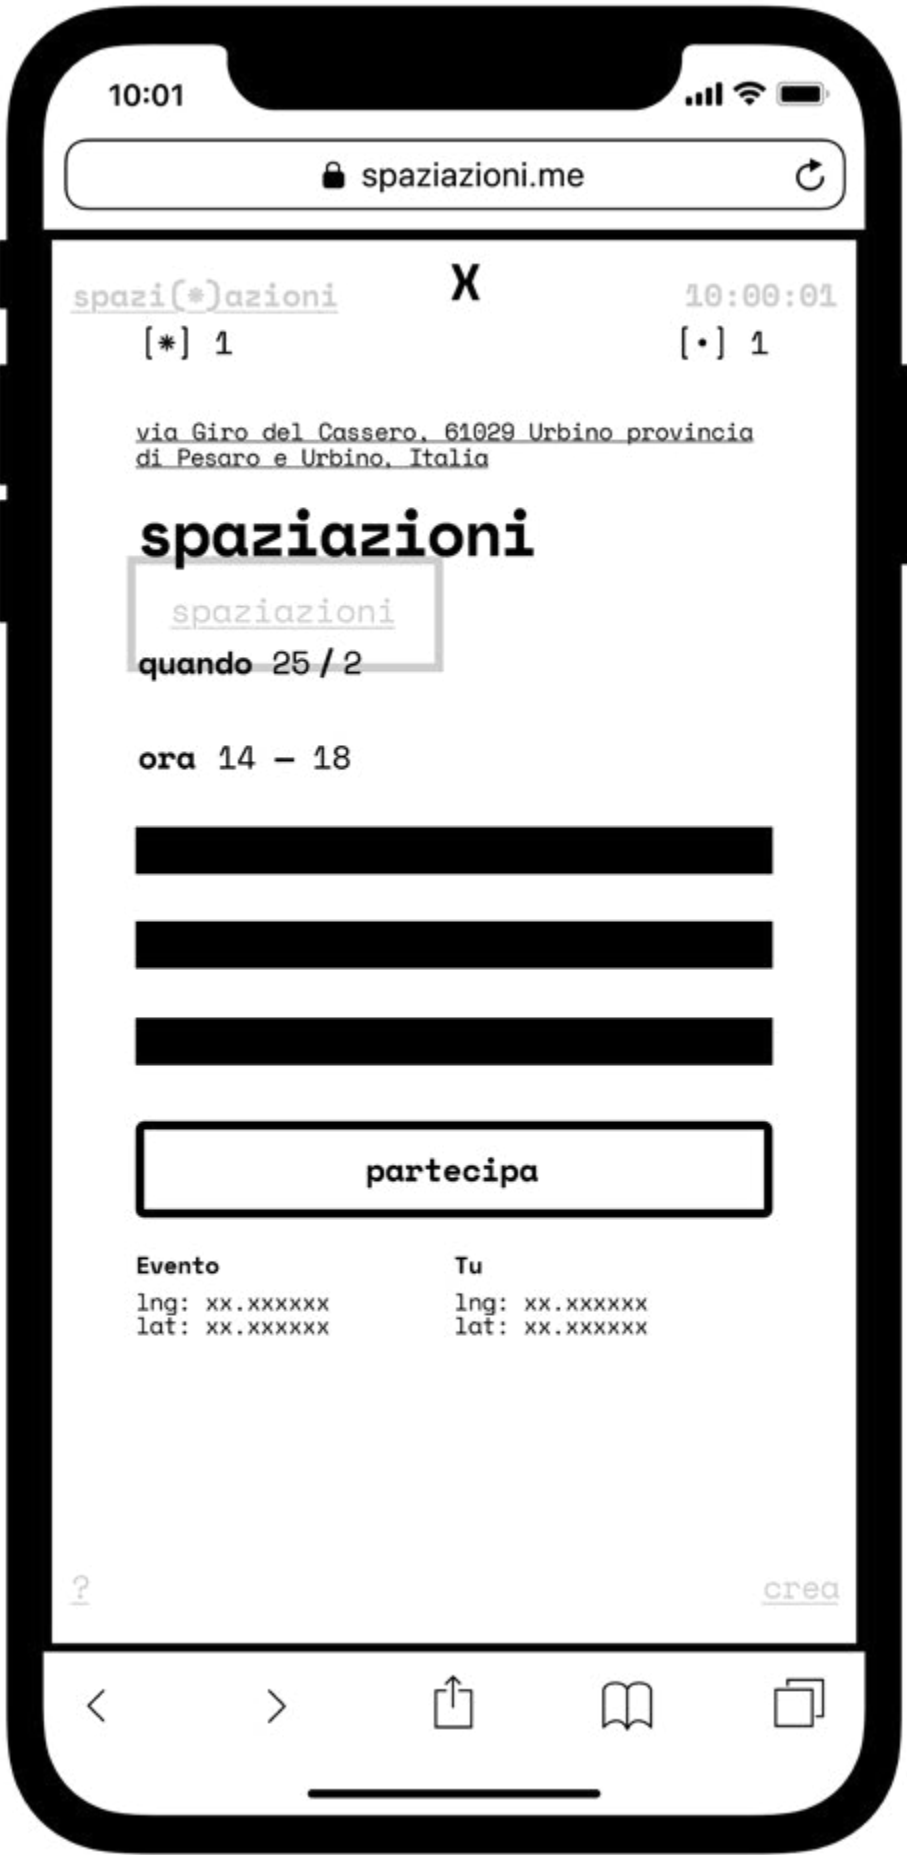 10:01
spaziazioni.me
spazi(*)azioni X 10:00:01
[*] 1 [·] 1
via Giro del Cassero, 61029 Urbino provincia
di Pesaro e Urbino, Italia
spaziazioni
spaziazioni
quando 25 / 2
ora 14 — 18
partecipa
Evento Tu
lng: xx.xxxxxx lng: xx.xxxxxx
lat: xx.xxxxxx lat: xx.xxxxxx
? crea